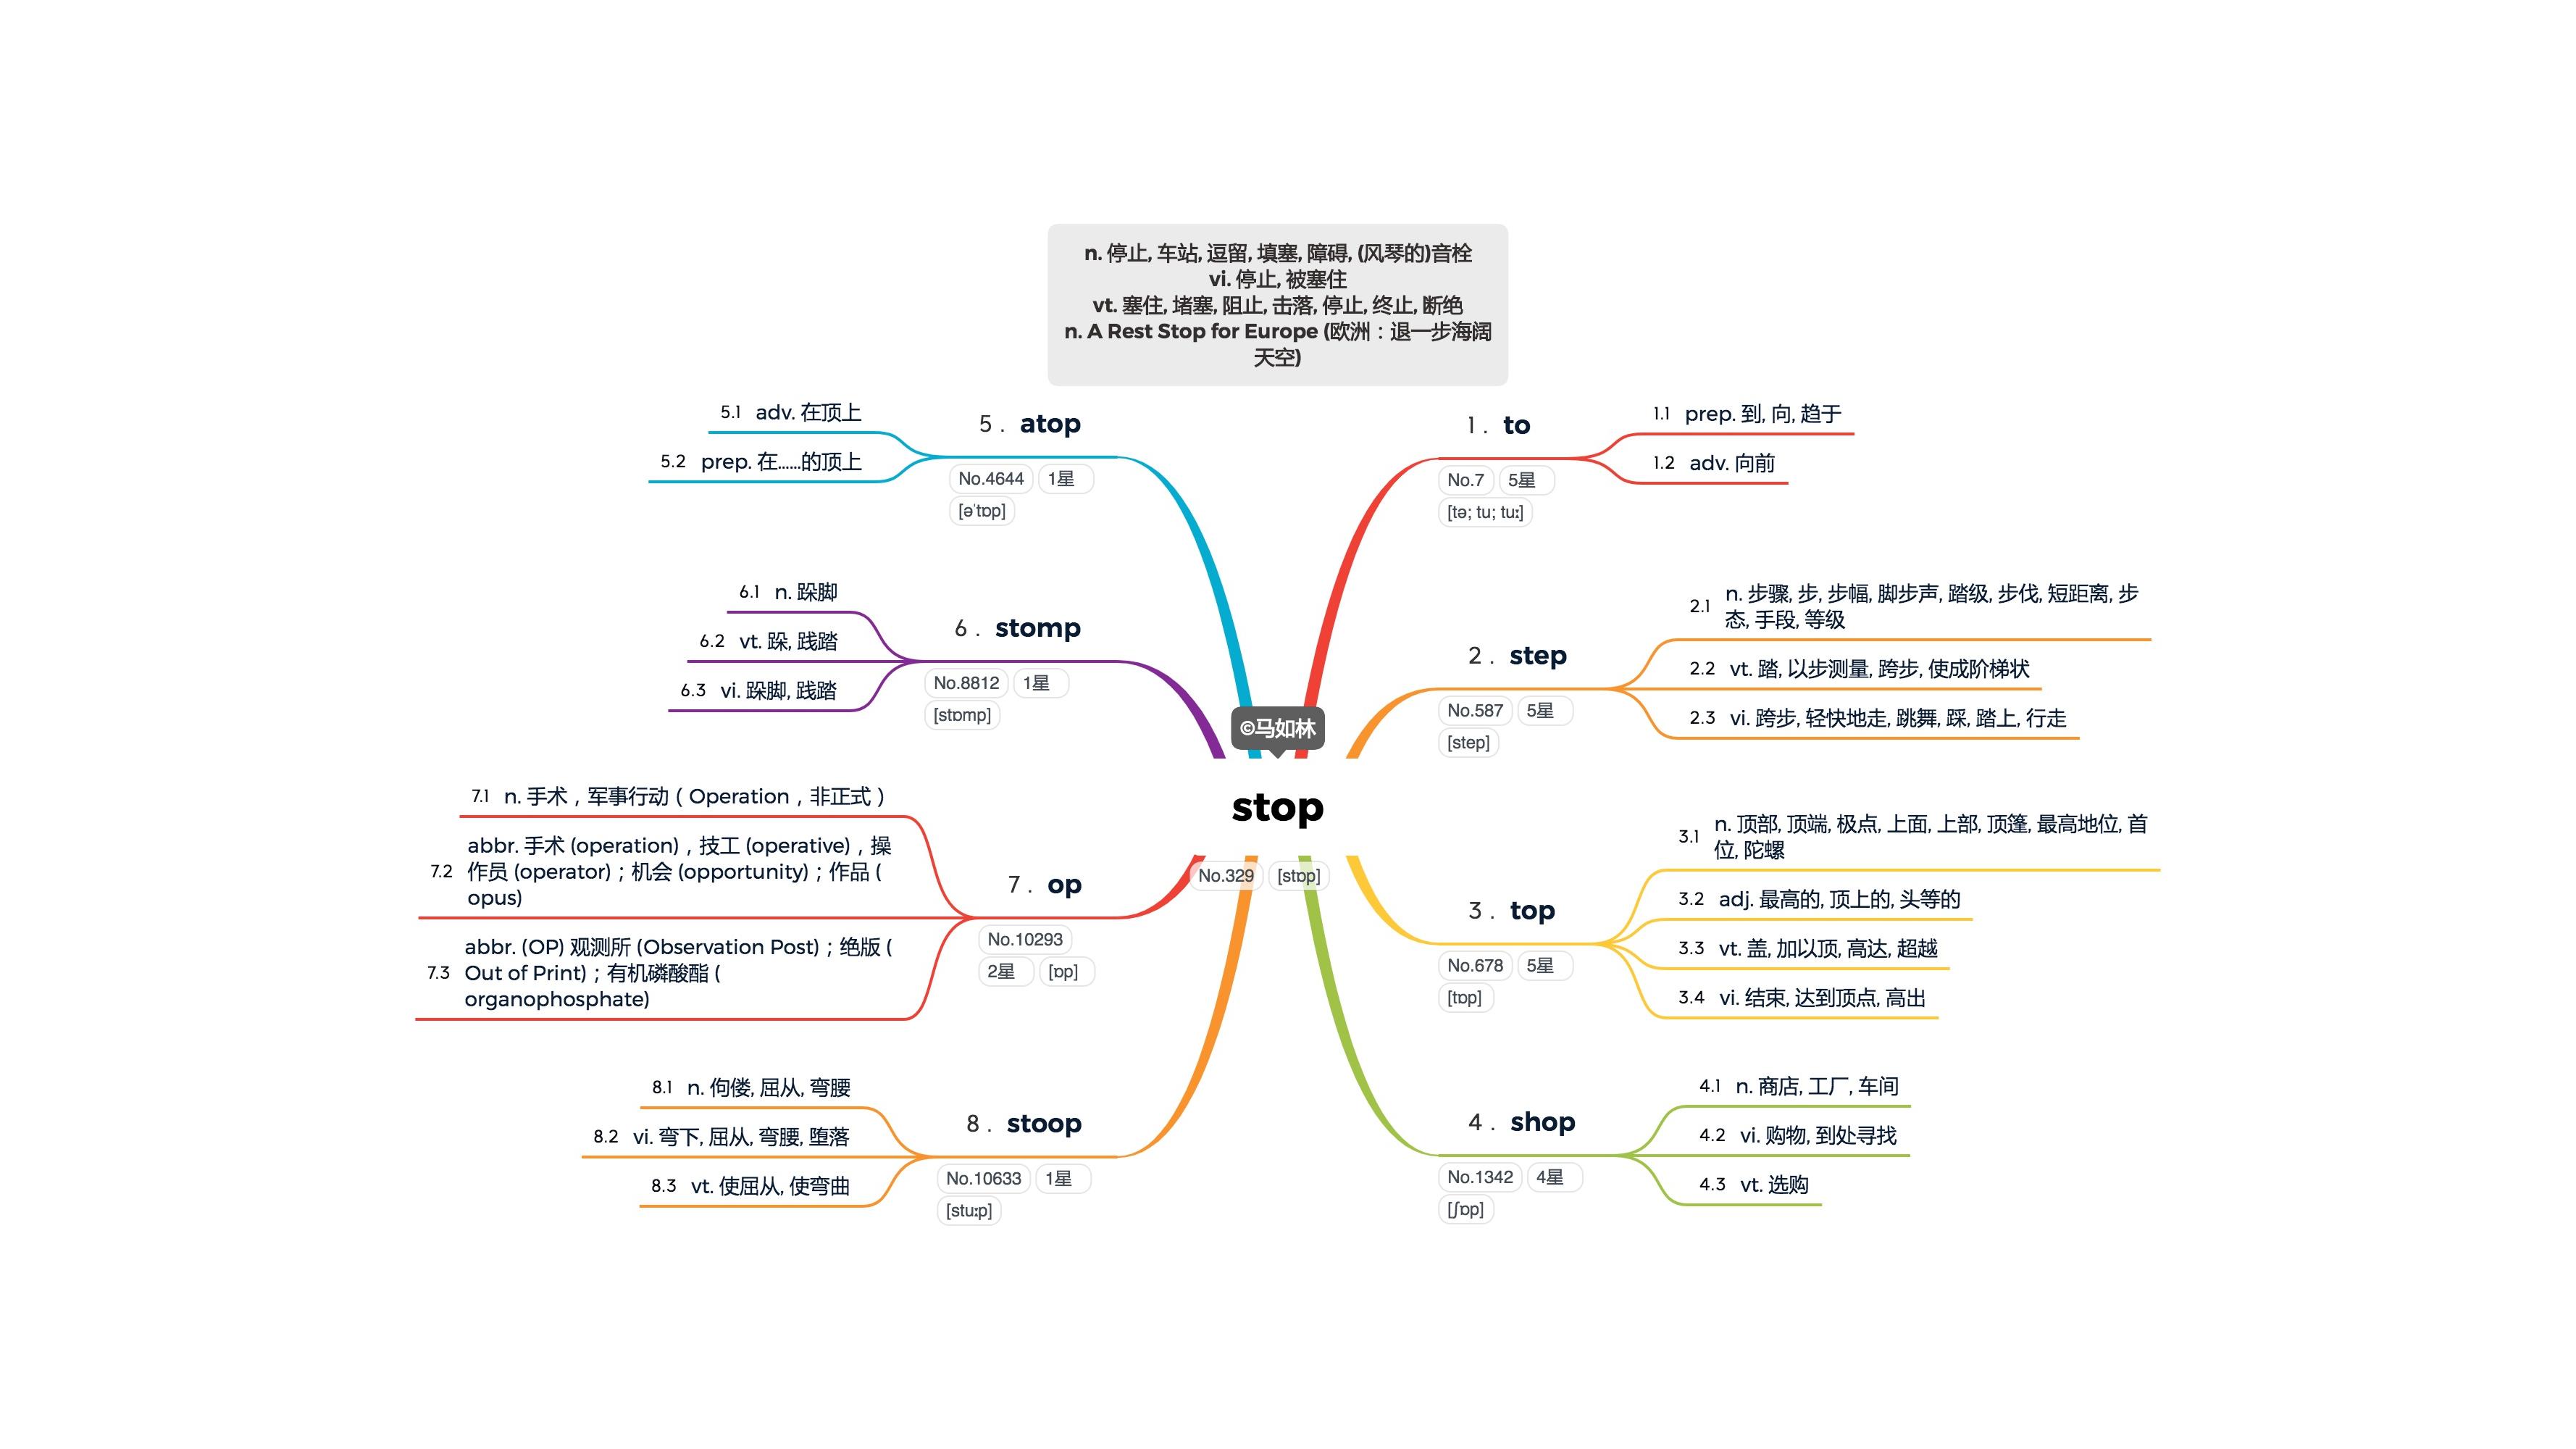 n. 停止, 车站, 逗留, 填塞, 障碍, (风琴的)音栓
vi. 停止, 被塞住
vt. 塞住, 堵塞, 阻止, 击落, 停止, 终止, 断绝
n. A Rest Stop for Europe (欧洲：退一步海阔
天空)
©马如林
stop
No.329 [stɒp]
1. to
No.7 5星
[tə; tu; tuː]
1.1 prep. 到, 向, 趋于
1.2 adv. 向前
2. step
No.587 5星
[step]
2.1 n. 步骤, 步, 步幅, 脚步声, 踏级, 步伐, 短距离, 步
态, 手段, 等级
2.2 vt. 踏, 以步测量, 跨步, 使成阶梯状
2.3 vi. 跨步, 轻快地走, 跳舞, 踩, 踏上, 行走
3. top
No.678 5星
[tɒp]
3.1 n. 顶部, 顶端, 极点, 上面, 上部, 顶篷, 最高地位, 首
位, 陀螺
3.2 adj. 最高的, 顶上的, 头等的
3.3 vt. 盖, 加以顶, 高达, 超越
3.4 vi. 结束, 达到顶点, 高出
4. shop
No.1342 4星
[ʃɒp]
4.1 n. 商店, 工厂, 车间
4.2 vi. 购物, 到处寻找
4.3 vt. 选购
5. atop
No.4644 1星
[əˈtɒp]
5.1 adv. 在顶上
5.2 prep. 在……的顶上
6. stomp
No.8812 1星
[stɒmp]
6.1 n. 跺脚
6.2 vt. 跺, 践踏
6.3 vi. 跺脚, 践踏
7. op
No.10293
2星 [ɒp]
7.1 n. 手术，军事行动（Operation，非正式）
abbr. 手术 (operation)，技工 (operative)，操
7.2 作员 (operator)；机会 (opportunity)；作品 (
opus)
abbr. (OP) 观测所 (Observation Post)；绝版 (
7.3 Out of Print)；有机磷酸酯 (
organophosphate)
8. stoop
No.10633 1星
[stuːp]
8.1 n. 佝偻, 屈从, 弯腰
8.2 vi. 弯下, 屈从, 弯腰, 堕落
8.3 vt. 使屈从, 使弯曲